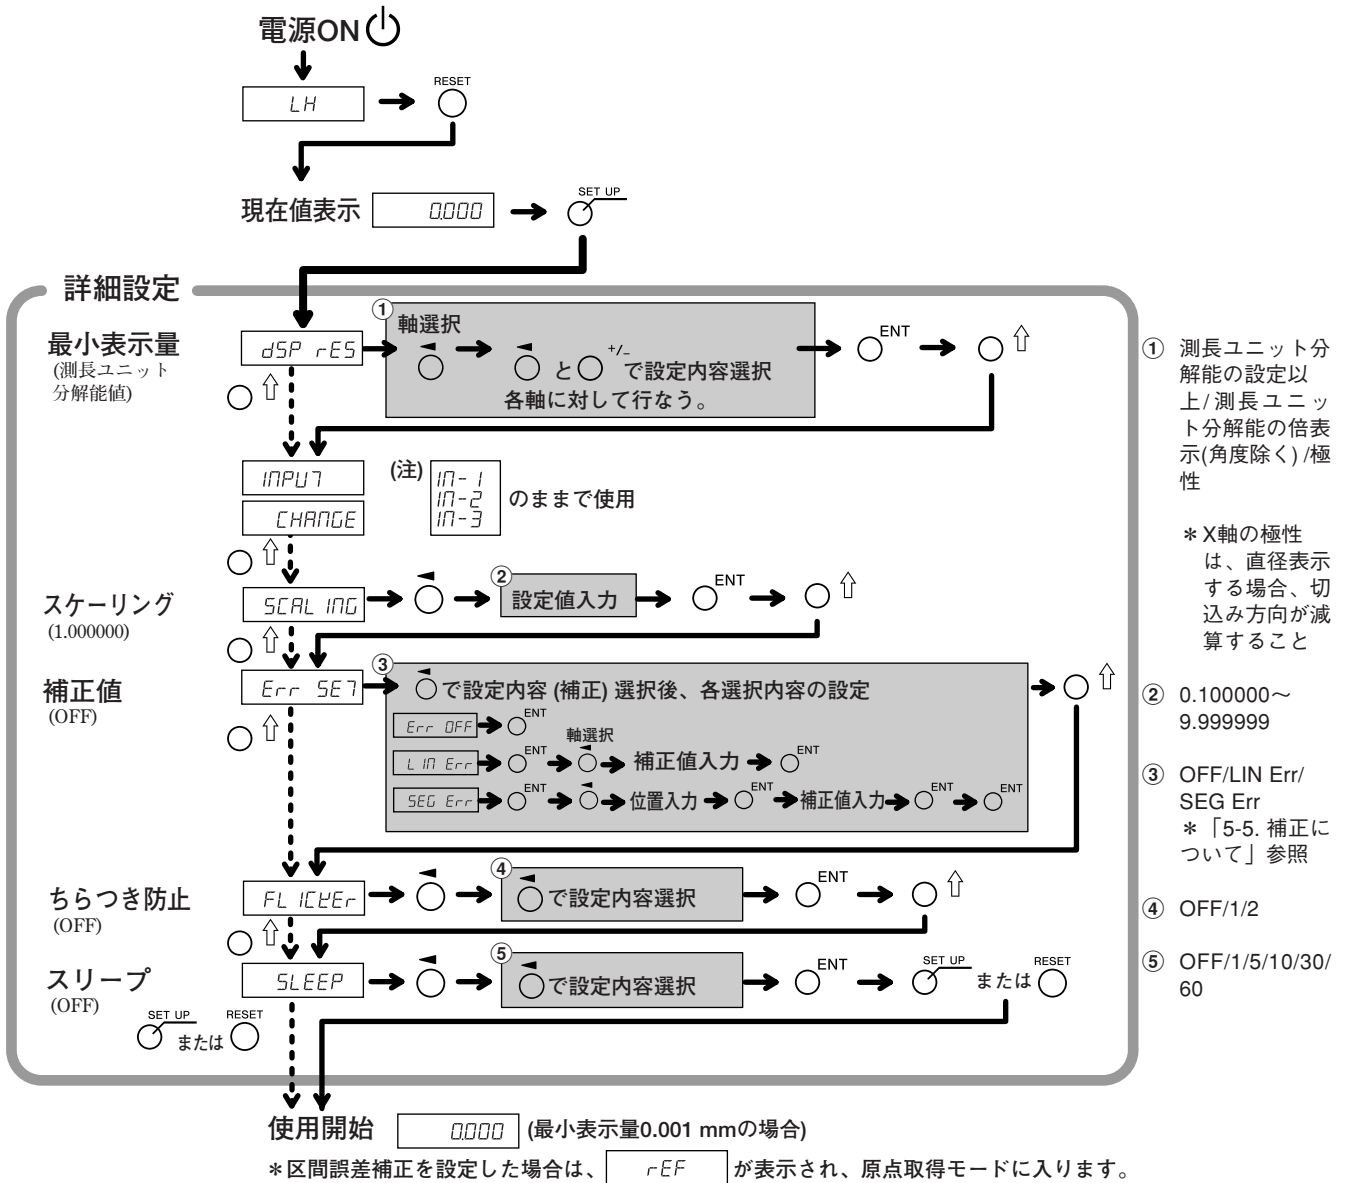 電源ON
LH
RESET
現在値表示
0.000
SET UP
詳細設定
最小表示量
(測長ユニット
分解能値)
dSP rES
①
軸選択
+/-
と で設定内容選択
各軸に対して行なう。
ENT
INPUT
CHANGE
(注)
IN-1
IN-2
IN-3
のままで使用
スケーリング
(1.000000)
SCALING
②
設定値入力
ENT
補正値
(OFF)
Err SET
③
で設定内容 (補正) 選択後、各選択内容の設定
Err OFF
ENT
LIN Err
ENT
軸選択
補正値入力
ENT
SEG Err
ENT
位置入力
ENT
補正値入力
ENT
ENT
ちらつき防止
(OFF)
FLICKEr
④
で設定内容選択
ENT
スリープ
(OFF)
SLEEP
⑤
で設定内容選択
ENT
SET UP
または
RESET
SET UP
または
RESET
使用開始
0.000
(最小表示量0.001 mmの場合)
＊区間誤差補正を設定した場合は、 rEF が表示され、原点取得モードに入ります。
① 測長ユニット分
解能の設定以
上/測長ユニッ
ト分解能の倍表
示(角度除く) /極
性
＊X軸の極性
は、直径表示
する場合、切
込み方向が減
算すること
② 0.100000～
9.999999
③ OFF/LIN Err/
SEG Err
＊「5-5. 補正に
ついて」参照
④ OFF/1/2
⑤ OFF/1/5/10/30/
60